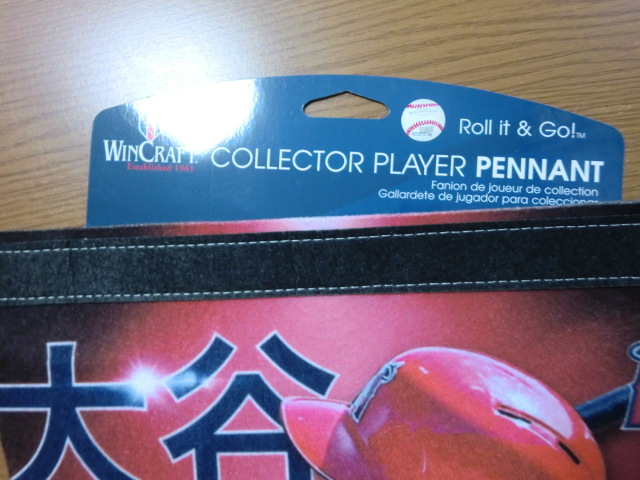 Roll it & Go!™
WINCRAFT
Established 1961
COLLECTOR PLAYER PENNANT
Fanion de joueur de collection
Gallardete de jugador para coleccionar
大谷